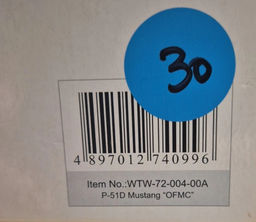 30
4 897012 740996
Item No.:WTW-72-004-00A
P-51D Mustang "OFMC"